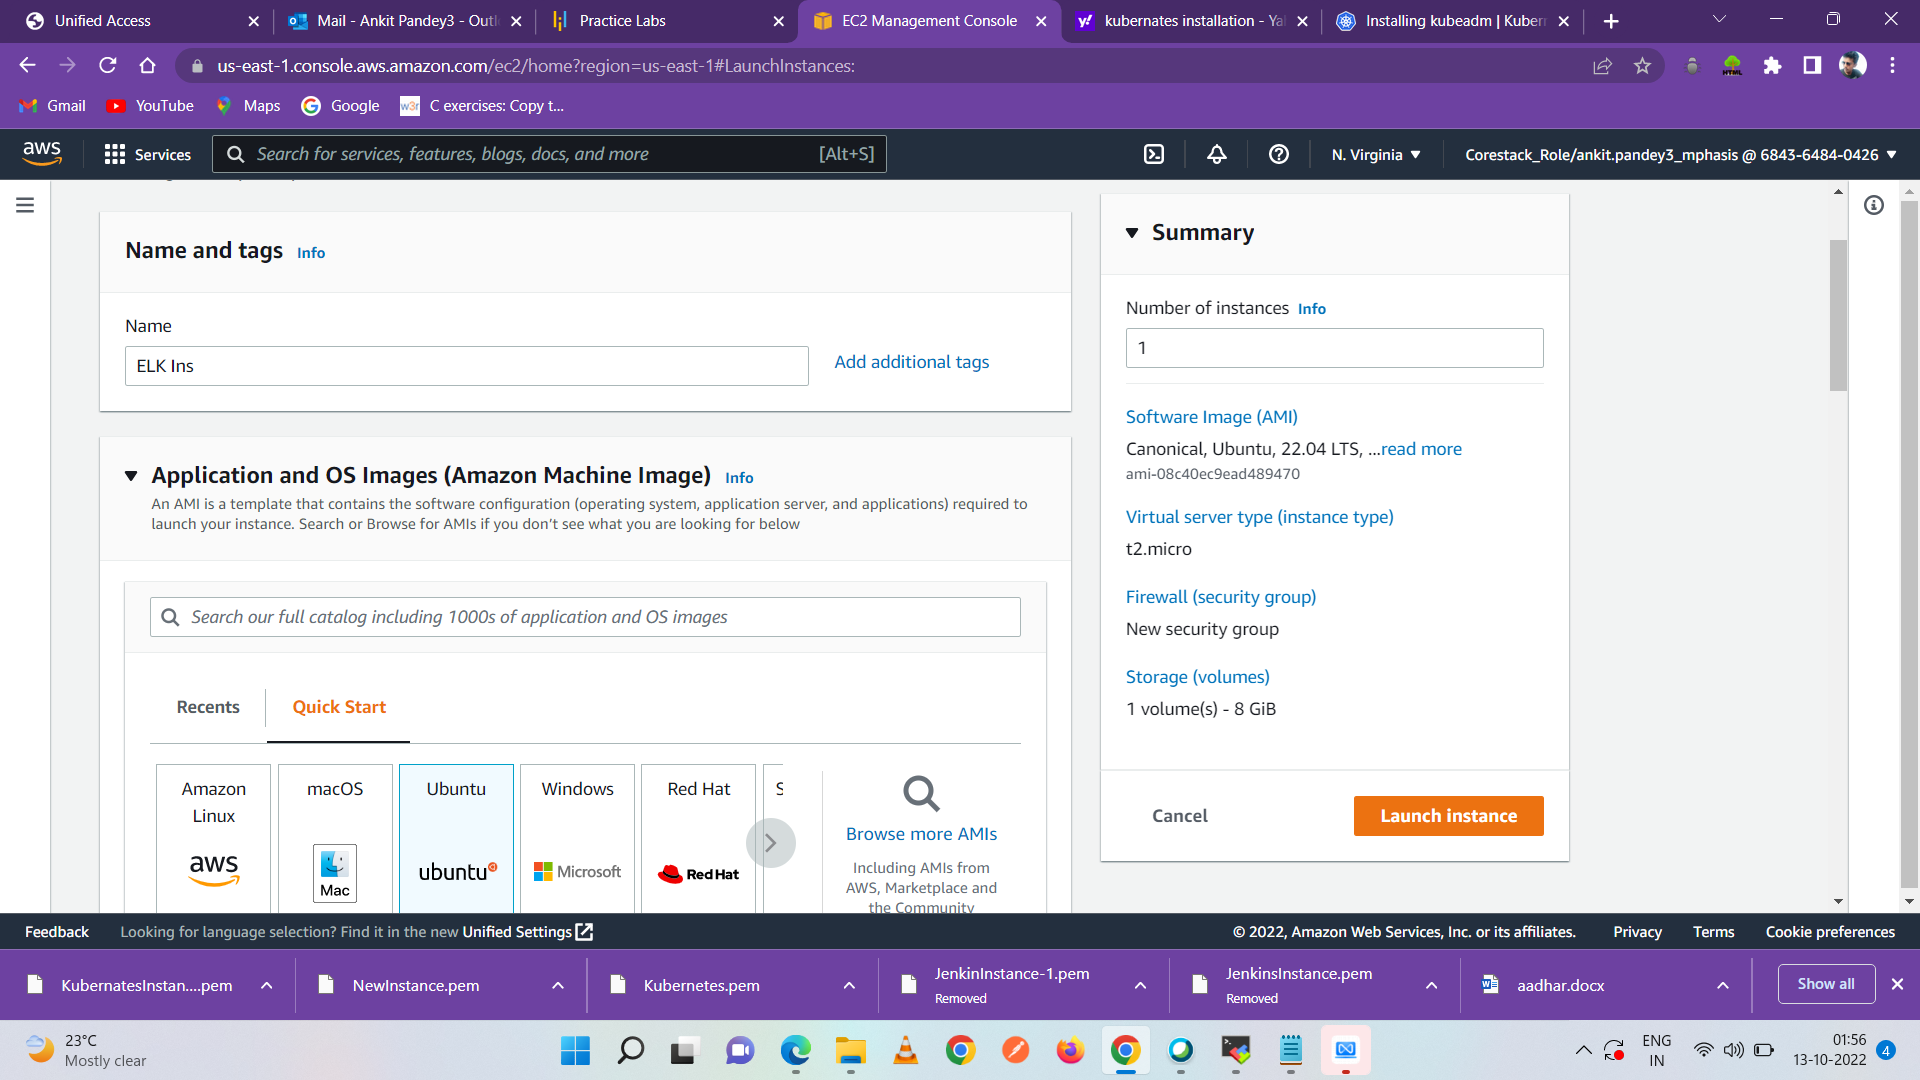 Unified Access
Mail - Ankit Pandey3 - Outl
Practice Labs
EC2 Management Console
kubernates installation - Ya
Installing kubeadm | Kubern
us-east-1.console.aws.amazon.com/ec2/home?region=us-east-1#LaunchInstances:
Gmail
YouTube
Maps
Google
C exercises: Copy t...
aws
Services
Search for services, features, blogs, docs, and more
[Alt+S]
N. Virginia
Corestack_Role/ankit.pandey3_mphasis @ 6843-6484-0426
Name and tags Info
Name
ELK Ins
Add additional tags
Application and OS Images (Amazon Machine Image) Info
An AMI is a template that contains the software configuration (operating system, application server, and applications) required to
launch your instance. Search or Browse for AMIs if you don't see what you are looking for below
Search our full catalog including 1000s of application and OS images
Recents
Quick Start
Amazon
Linux
aws
macOS
Mac
Ubuntu
ubuntu
Windows
Microsoft
Red Hat
Red Hat
S
Browse more AMIs
Including AMIs from
AWS, Marketplace and
the Community
Summary
Number of instances Info
1
Software Image (AMI)
Canonical, Ubuntu, 22.04 LTS, ...read more
ami-08c40ec9ead489470
Virtual server type (instance type)
t2.micro
Firewall (security group)
New security group
Storage (volumes)
1 volume(s) - 8 GiB
Cancel
Launch instance
Feedback
Looking for language selection? Find it in the new Unified Settings
© 2022, Amazon Web Services, Inc. or its affiliates.
Privacy
Terms
Cookie preferences
KubernatesInstan....pem
NewInstance.pem
Kubernetes.pem
JenkinInstance-1.pem
Removed
JenkinsInstance.pem
Removed
aadhar.docx
Show all
23°C
Mostly clear
ENG
IN
01:56
13-10-2022
4